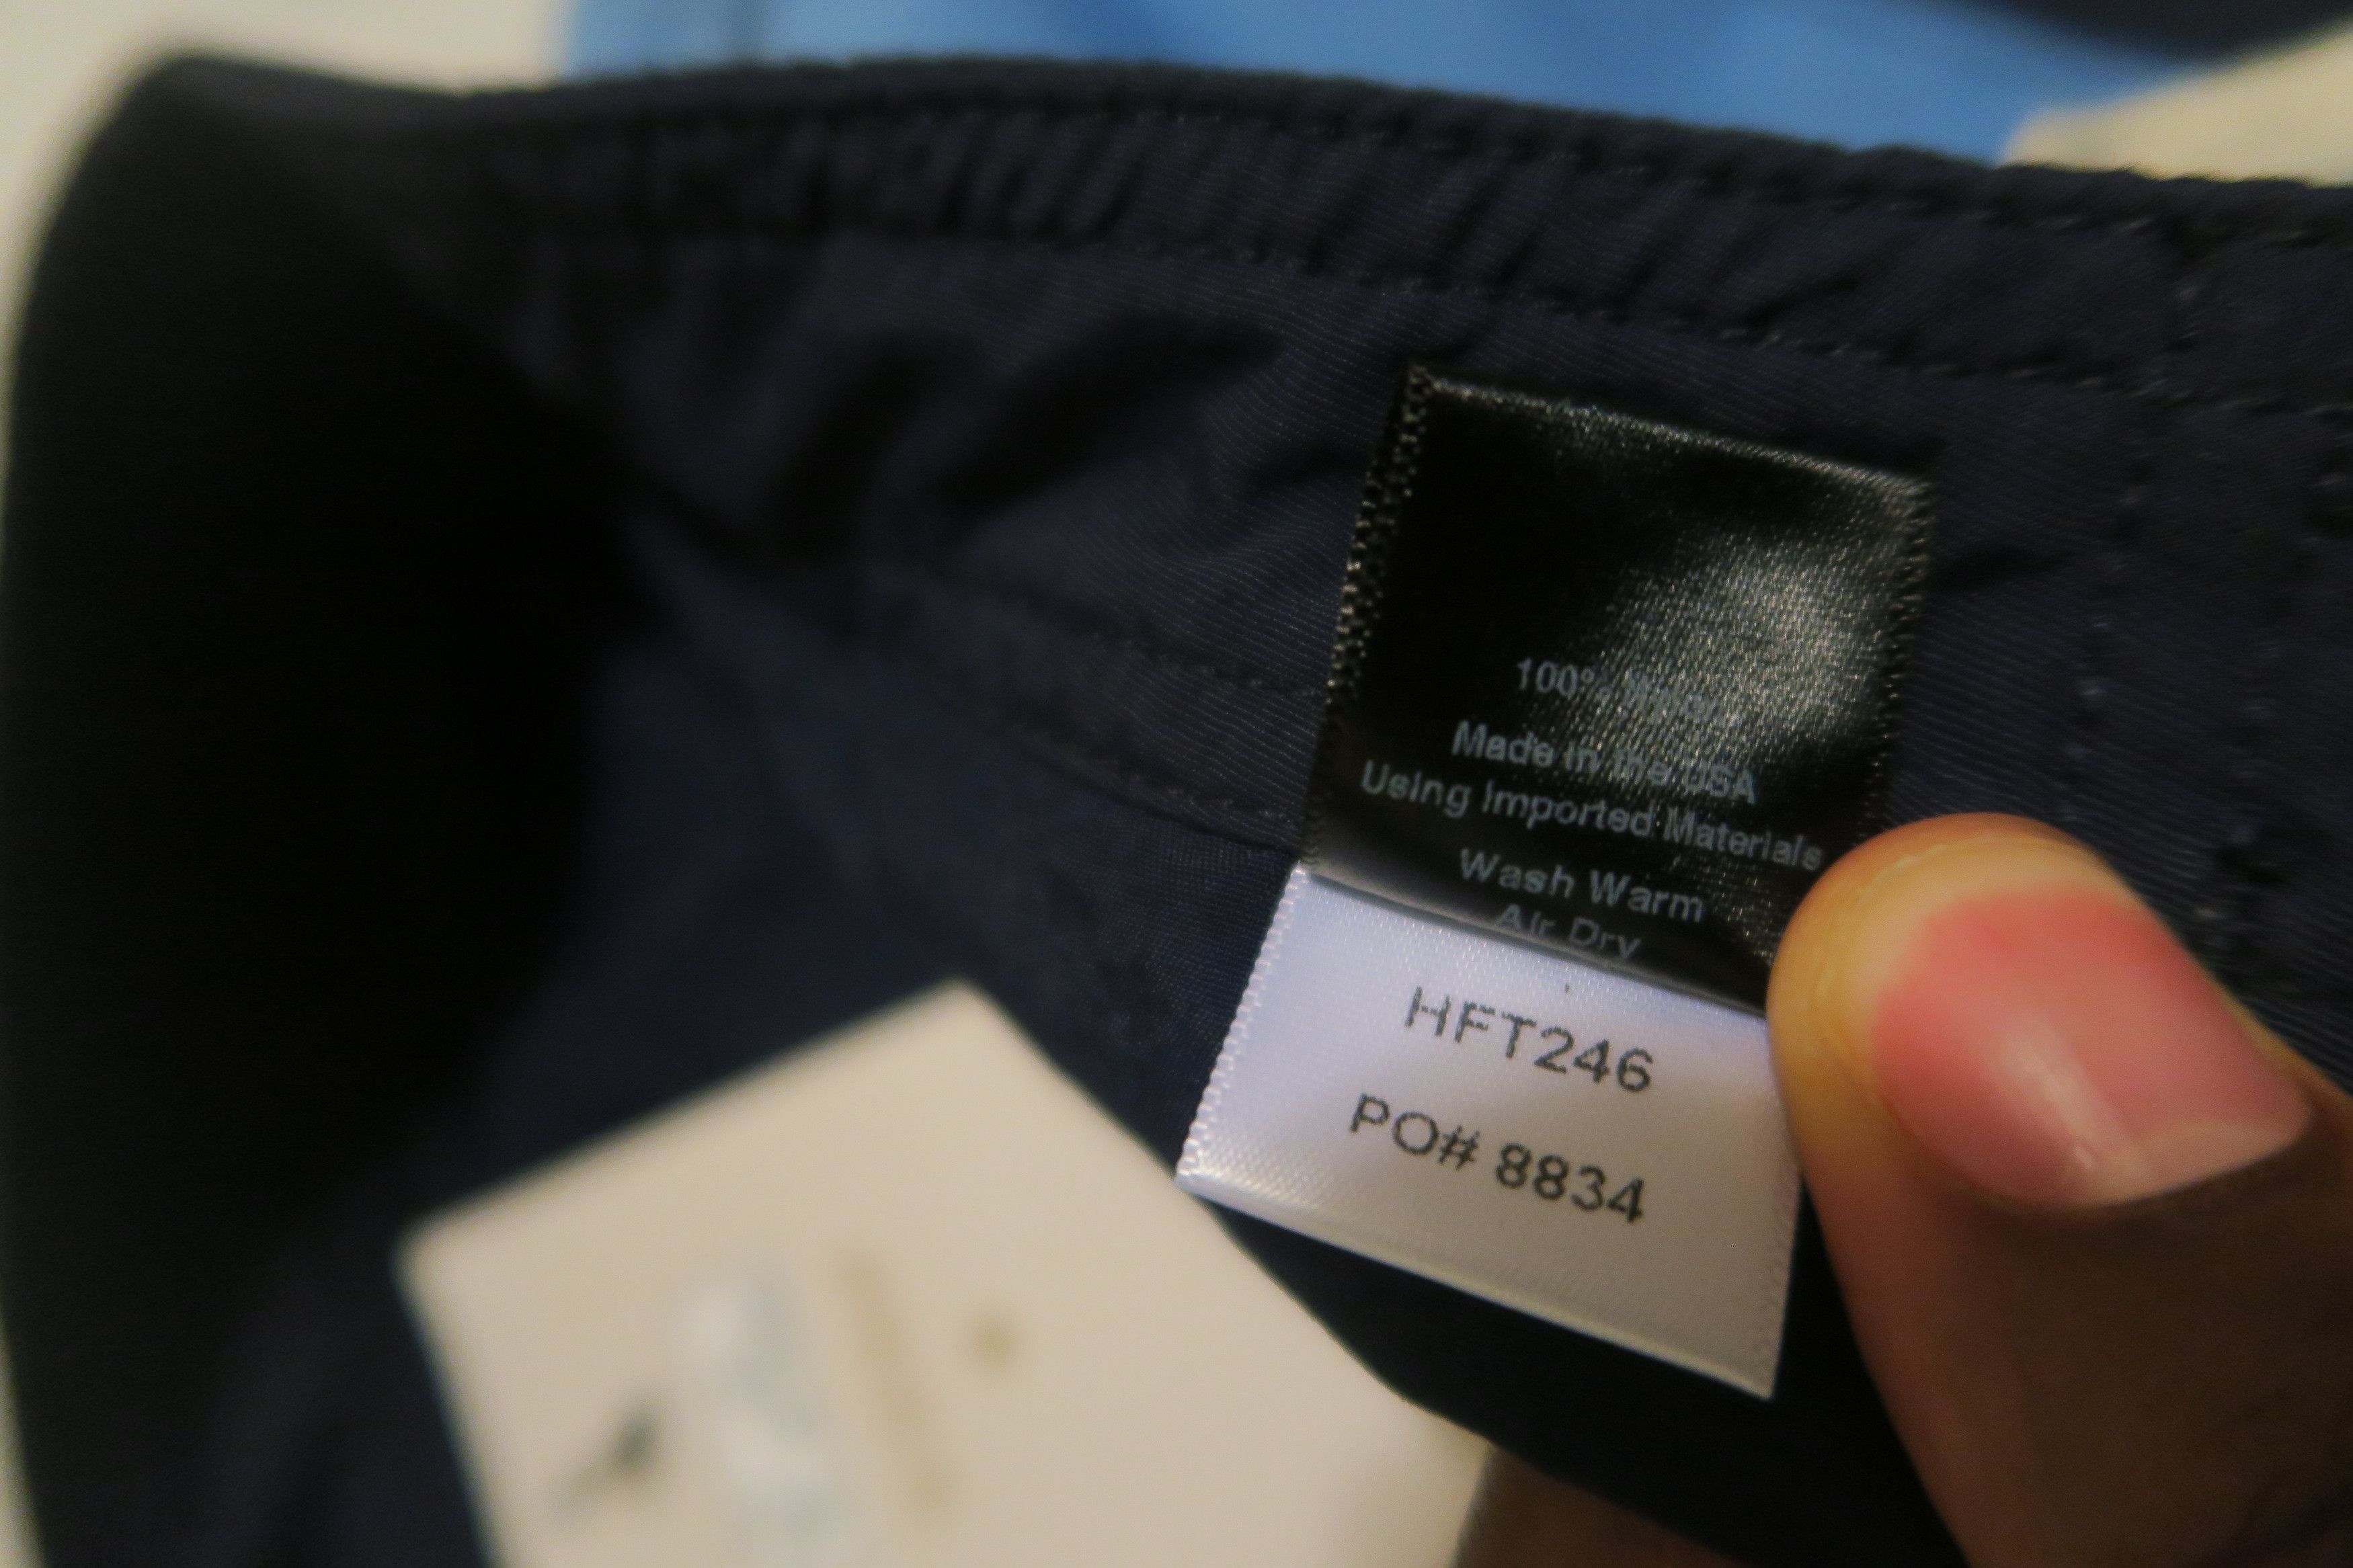 100%
Made in the USA
Using Imported Materials
Wash Warm
Air Dry
HFT246
PO# 8834